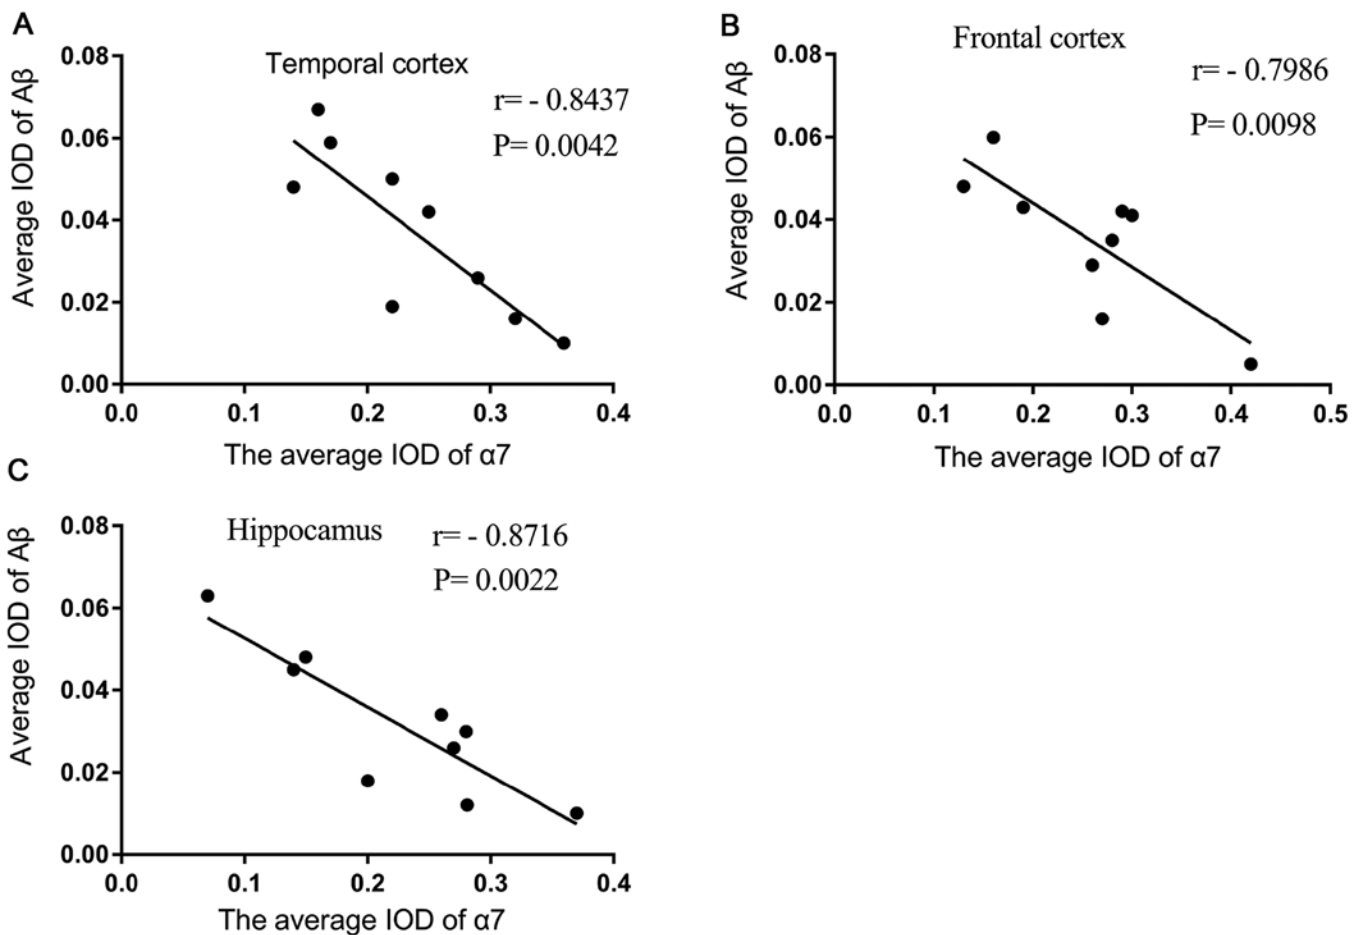 A
Temporal cortex
r= - 0.8437
P= 0.0042
Average IOD of Aβ
0.08
0.06
0.04
0.02
0.00
0.0 0.1 0.2 0.3 0.4
The average IOD of α7
B
Frontal cortex
r= - 0.7986
P= 0.0098
Average IOD of Aβ
0.08
0.06
0.04
0.02
0.00
0.0 0.1 0.2 0.3 0.4 0.5
The average IOD of α7
C
Hippocamus
r= - 0.8716
P= 0.0022
Average IOD of Aβ
0.08
0.06
0.04
0.02
0.00
0.0 0.1 0.2 0.3 0.4
The average IOD of α7